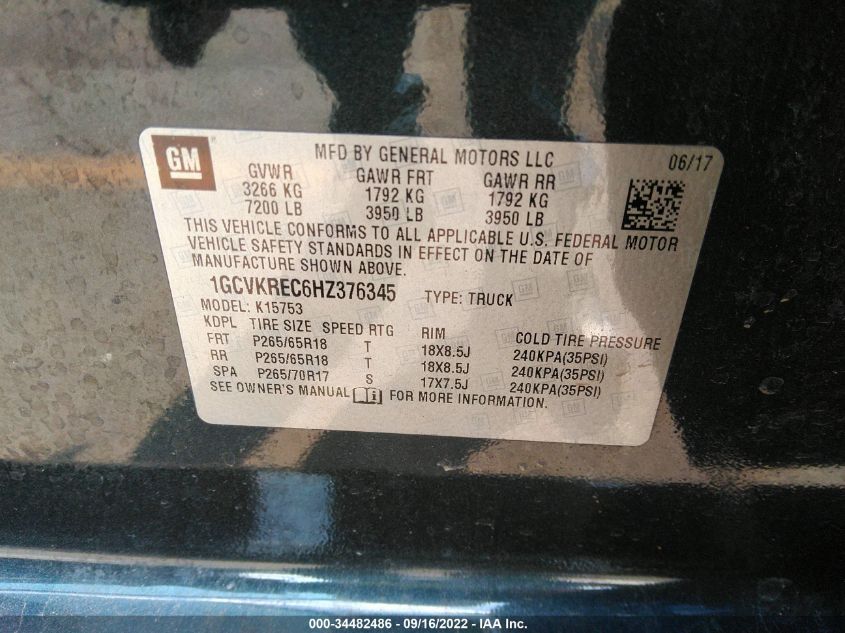 GM
MFD BY GENERAL MOTORS LLC 06/17
GVWR GAWR FRT GAWR RR
3266 KG 1792 KG 1792 KG
7200 LB 3950 LB 3950 LB
THIS VEHICLE CONFORMS TO ALL APPLICABLE U.S. FEDERAL MOTOR
VEHICLE SAFETY STANDARDS IN EFFECT ON THE DATE OF
MANUFACTURE SHOWN ABOVE.
1GCVKREC6HZ376345 TYPE: TRUCK
MODEL: K15753
KDPL TIRE SIZE SPEED RTG RIM COLD TIRE PRESSURE
FRT P265/65R18 T 18X8.5J 240KPA(35PSI)
RR P265/65R18 T 18X8.5J 240KPA(35PSI)
SPA P265/70R17 S 17X7.5J 240KPA(35PSI)
SEE OWNER'S MANUAL FOR MORE INFORMATION.
000-34482486 - 09/16/2022 - IAA Inc.